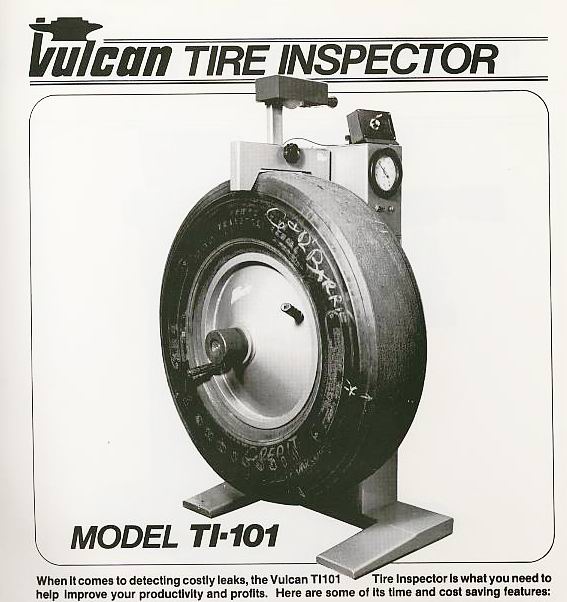 Vulcan TIRE INSPECTOR
MODEL TI-101
When it comes to detecting costly leaks, the Vulcan TI101 Tire Inspector is what you need to
help improve your productivity and profits. Here are some of its time and cost saving features: